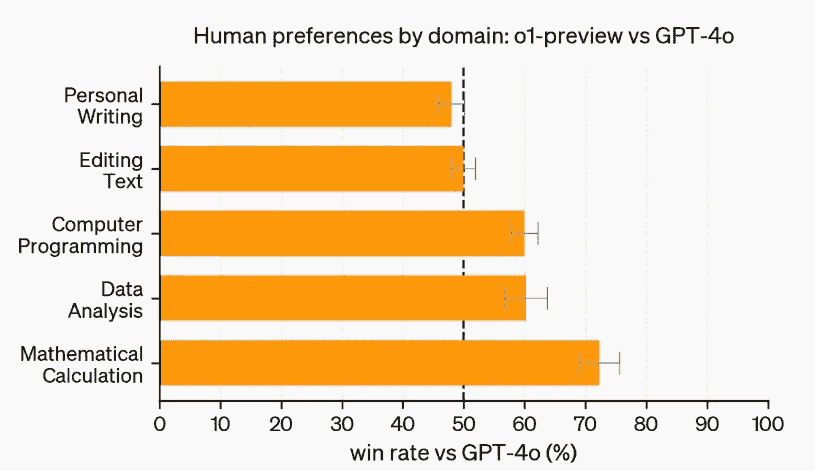 Human preferences by domain: o1-preview vs GPT-4o
Personal
Writing
Editing
Text
Computer
Programming
Data
Analysis
Mathematical
Calculation
0 10 20 30 40 50 60 70 80 90 100
win rate vs GPT-4o (%)